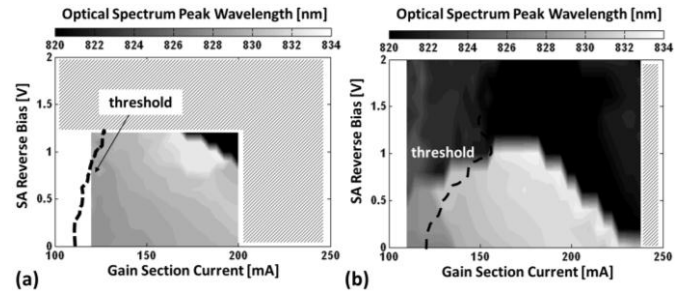 Optical Spectrum Peak Wavelength [nm]
820 822 824 826 828 830 832 834
SA Reverse Bias [V]
2
1.5
1
0.5
0
threshold
100 150 200 250
Gain Section Current [mA]
(a)
Optical Spectrum Peak Wavelength [nm]
820 822 824 826 828 830 832 834
SA Reverse Bias [V]
2
1.5
1
0.5
0
threshold
100 150 200 250
Gain Section Current [mA]
(b)